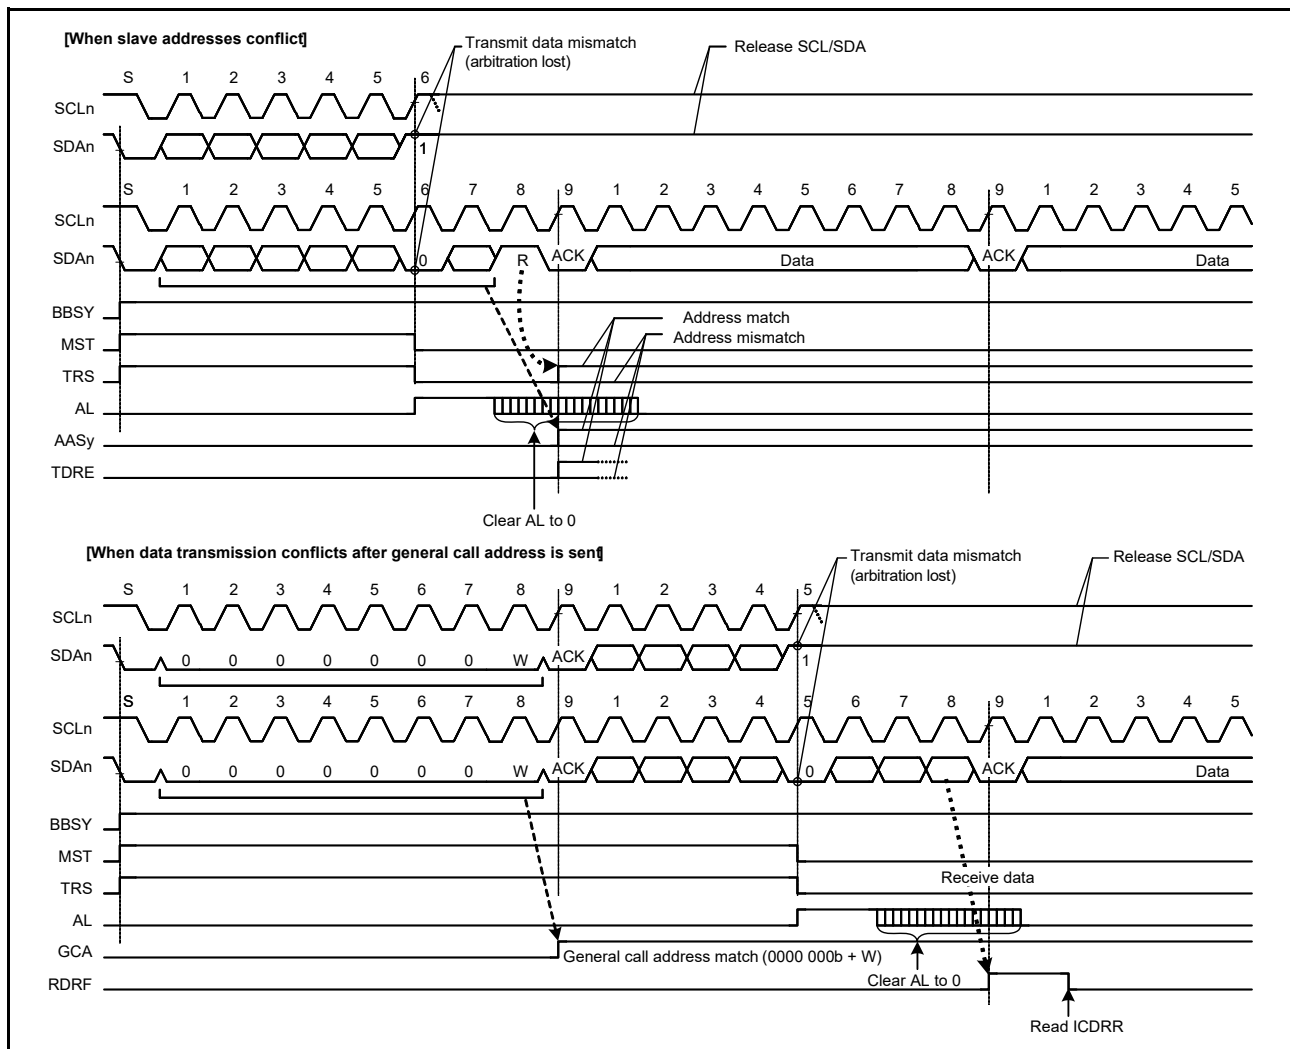 [When slave addresses conflict]
Transmit data mismatch
(arbitration lost)
Release SCL/SDA
S 1 2 3 4 5 6
SCLn
SDAn
1
S 1 2 3 4 5 6 7 8 9 1 2 3 4 5 6 7 8 9 1 2 3 4 5
SCLn
SDAn 0 R ACK Data ACK Data
BBSY
Address match
MST
Address mismatch
TRS
AL
AASy
TDRE
Clear AL to 0
[When data transmission conflicts after general call address is sent]
Transmit data mismatch
(arbitration lost)
Release SCL/SDA
S 1 2 3 4 5 6 7 8 9 1 2 3 4 5
SCLn
SDAn 0 0 0 0 0 0 0 W ACK 1
S 1 2 3 4 5 6 7 8 9 1 2 3 4 5 6 7 8 9 1 2 3 4 5
SCLn
SDAn 0 0 0 0 0 0 0 W ACK 0 ACK Data
BBSY
MST
Receive data
TRS
AL
GCA
General call address match (0000 000b + W)
Clear AL to 0
RDRF
Read ICDRR